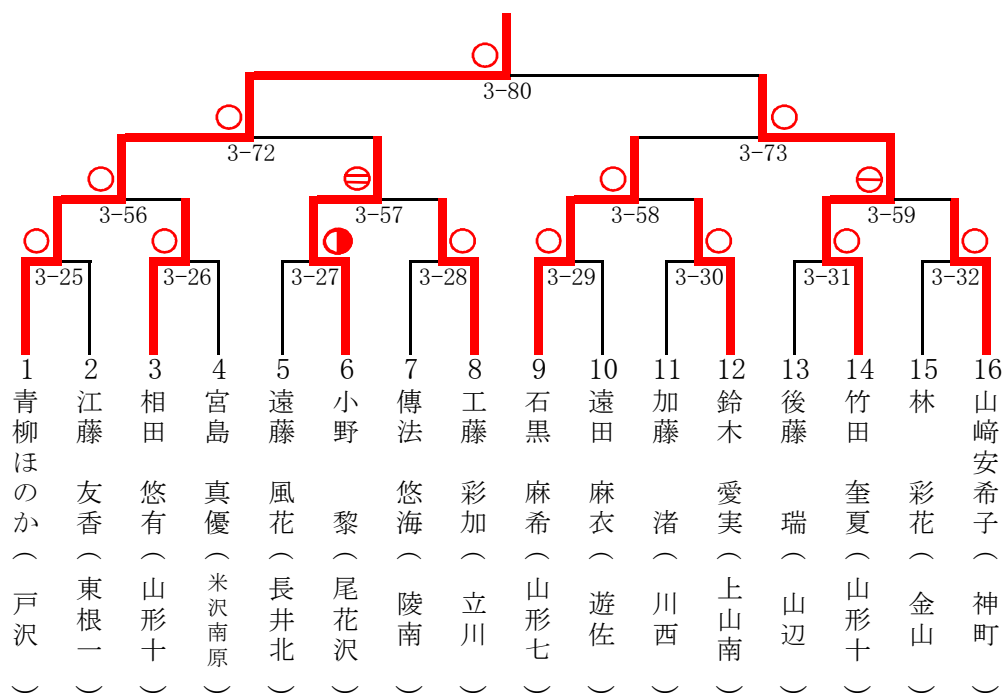 3-80
3-72
3-73
3-56
3-57
3-58
3-59
3-25
3-26
3-27
3-28
3-29
3-30
3-31
3-32
1
青柳ほのか（戸沢）
2
江藤 友香（東根一）
3
相田 悠有（山形十）
4
宮島 真優（米沢南原）
5
遠藤 風花（長井北）
6
小野 黎（尾花沢）
7
傳法 悠海（陵南）
8
工藤 彩加（立川）
9
石黒 麻希（山形七）
10
遠田 麻衣（遊佐）
11
加藤 渚（川西）
12
鈴木 愛実（上山南）
13
後藤 瑞（山辺）
14
竹田 奎夏（山形十）
15
林 彩花（金山）
16
山﨑安希子（神町）